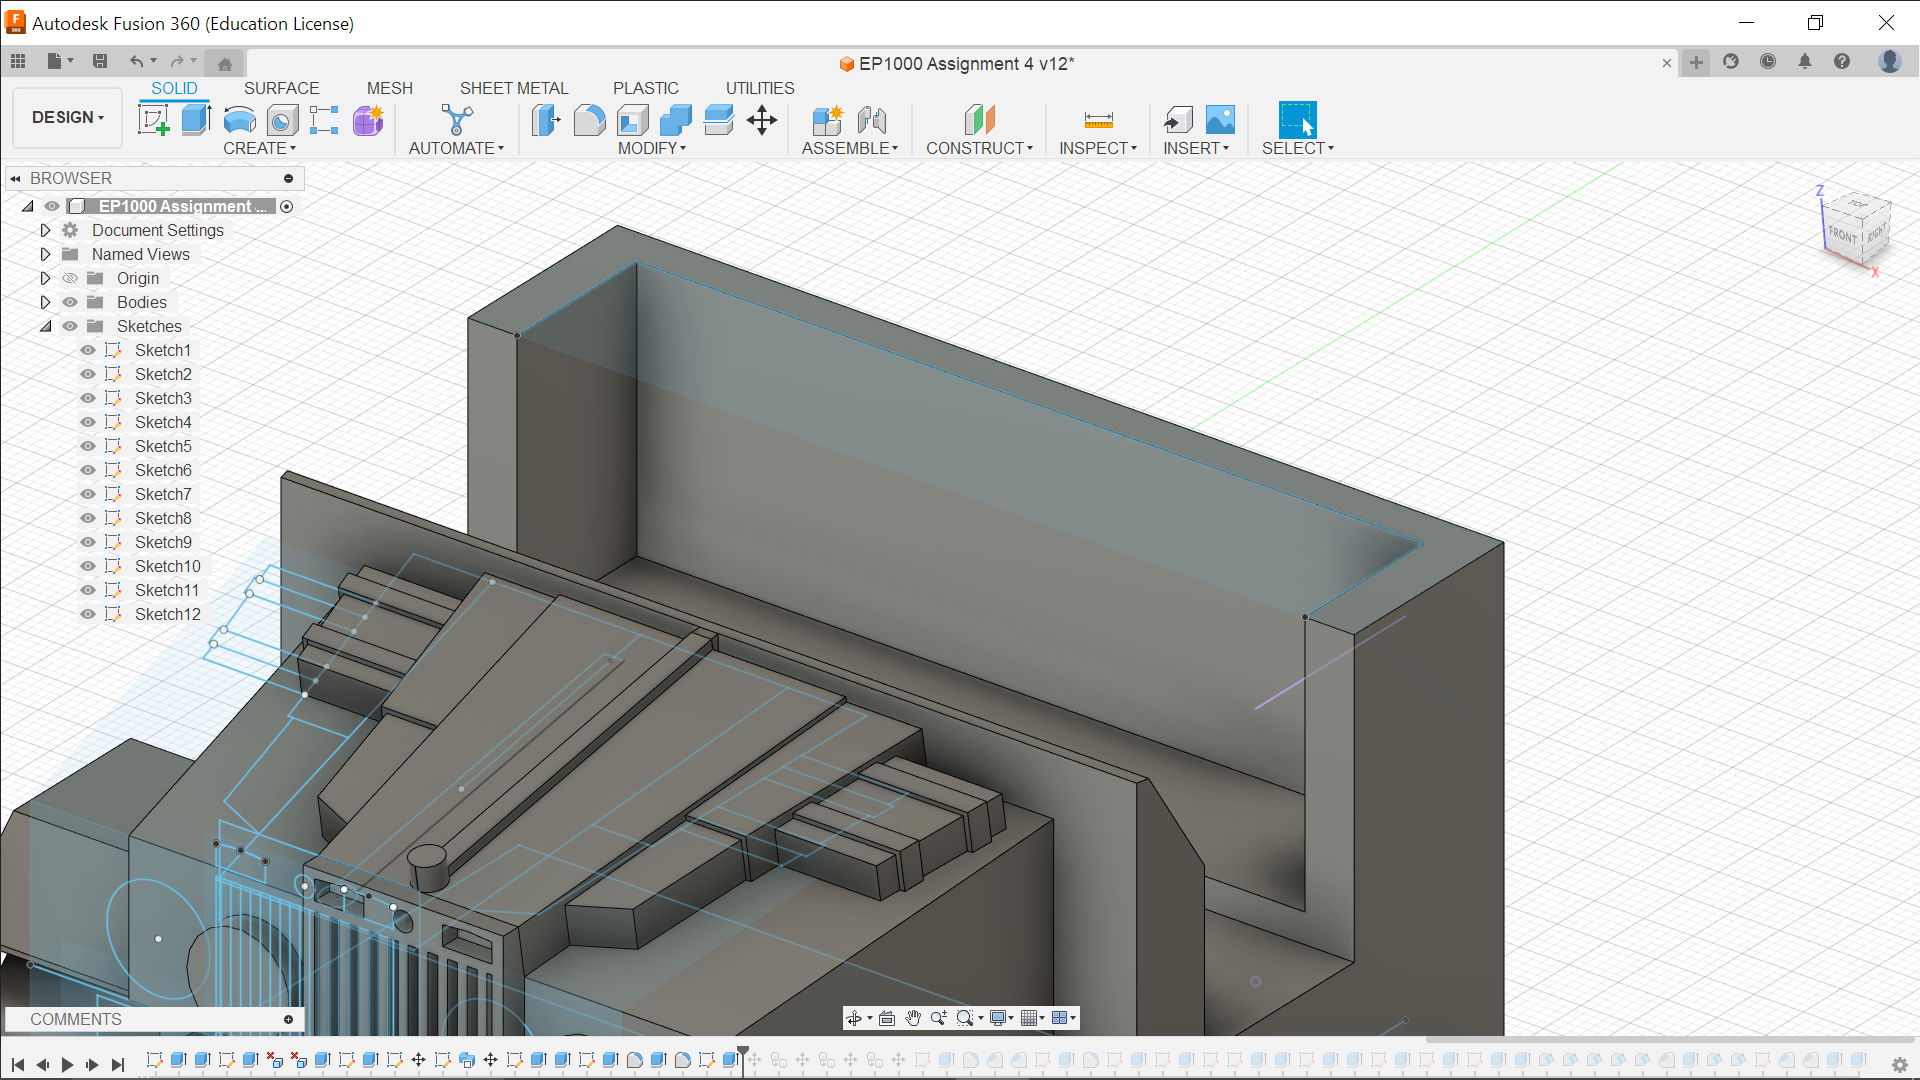 Autodesk Fusion 360 (Education License)
EP1000 Assignment 4 v12*
SOLID SURFACE MESH SHEET METAL PLASTIC UTILITIES
DESIGN
CREATE AUTOMATE MODIFY ASSEMBLE CONSTRUCT INSPECT INSERT SELECT
BROWSER
EP1000 Assignment ...
Document Settings
Named Views
Origin
Bodies
Sketches
Sketch1
Sketch2
Sketch3
Sketch4
Sketch5
Sketch6
Sketch7
Sketch8
Sketch9
Sketch10
Sketch11
Sketch12
Z
TOP
FRONT RIGHT
X
COMMENTS